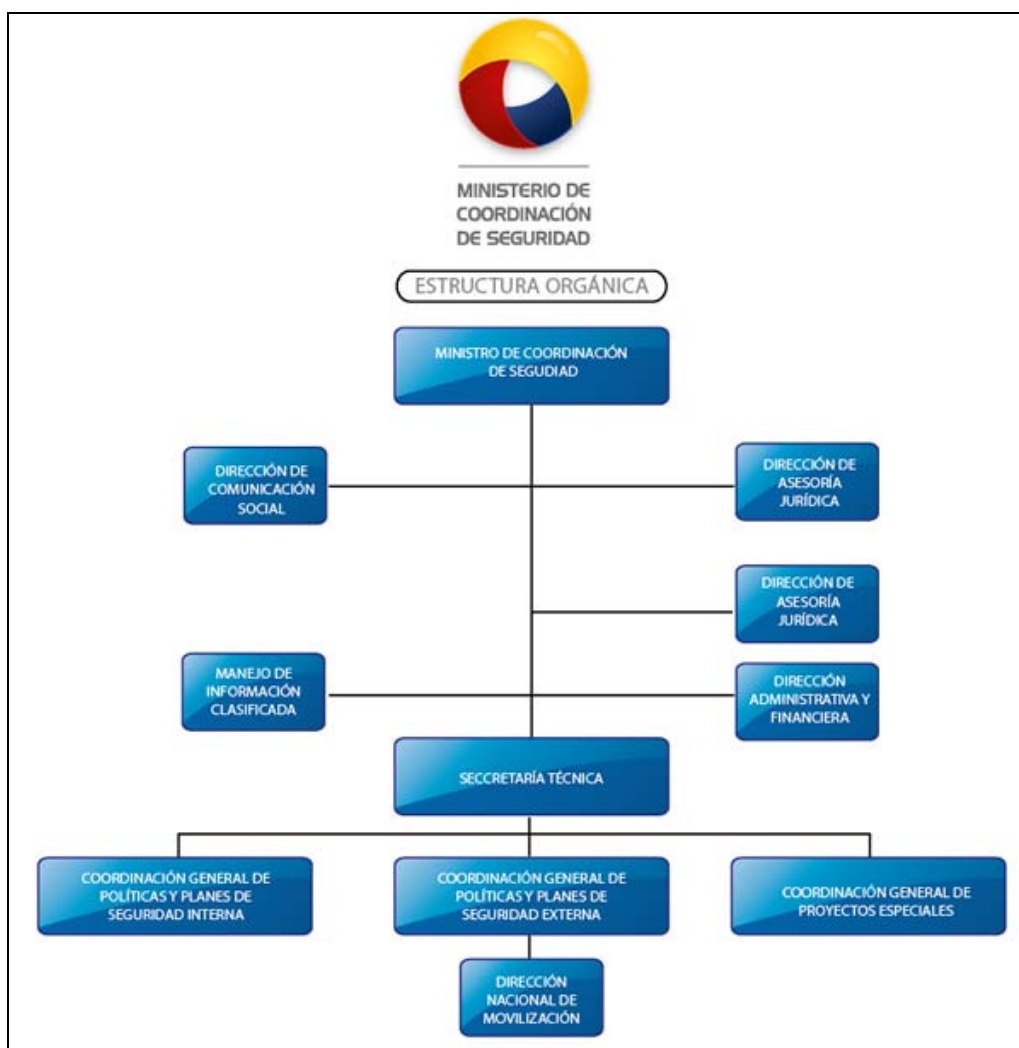 MINISTERIO DE
COORDINACIÓN
DE SEGURIDAD
ESTRUCTURA ORGÁNICA
MINISTRO DE COORDINACIÓN
DE SEGUDIAD
DIRECCIÓN DE
COMUNICACIÓN
SOCIAL
DIRECCIÓN DE
ASESORÍA
JURÍDICA
DIRECCIÓN DE
ASESORÍA
JURÍDICA
MANEJO DE
INFORMACIÓN
CLASIFICADA
DIRECCIÓN
ADMINISTRATIVA Y
FINANCIERA
SECCRETARÍA TÉCNICA
COORDINACIÓN GENERAL DE
POLÍTICAS Y PLANES DE
SEGURIDAD INTERNA
COORDINACIÓN GENERAL DE
POLÍTICAS Y PLANES DE
SEGURIDAD EXTERNA
COORDINACIÓN GENERAL DE
PROYECTOS ESPECIALES
DIRECCIÓN
NACIONAL DE
MOVILIZACIÓN